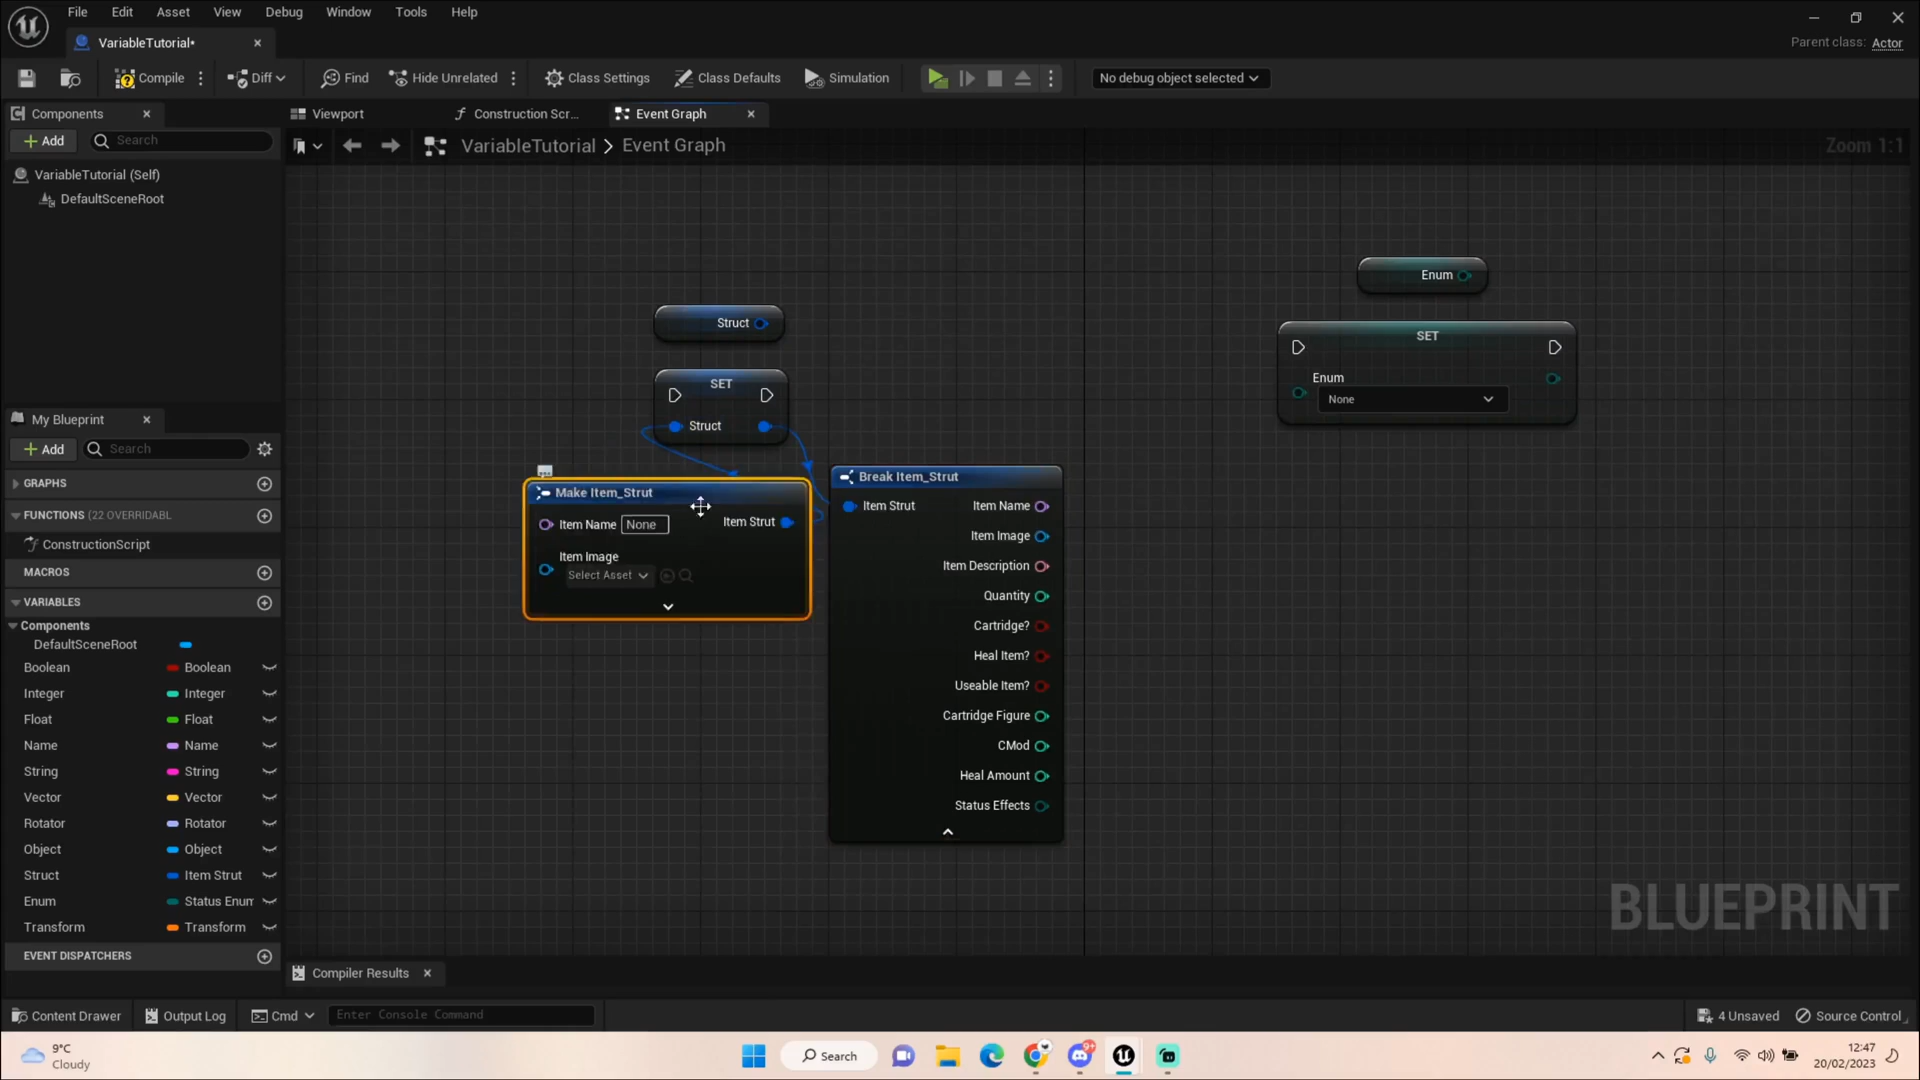 File Edit Asset View Debug Window Tools Help
VariableTutorial*
Parent class: Actor
Compile Diff Find Hide Unrelated Class Settings Class Defaults Simulation No debug object selected
Components
Viewport Construction Scr... Event Graph
Add Search
VariableTutorial > Event Graph
Zoom 1:1
VariableTutorial (Self)
DefaultSceneRoot
My Blueprint
Add Search
GRAPHS
FUNCTIONS (22 OVERRIDABL
ConstructionScript
MACROS
VARIABLES
Components
DefaultSceneRoot
Boolean Boolean
Integer Integer
Float Float
Name Name
String String
Vector Vector
Rotator Rotator
Object Object
Struct Item Strut
Enum Status Enum
Transform Transform
EVENT DISPATCHERS
Struct
SET
Struct
Make Item_Strut
Item Name None Item Strut
Item Image
Select Asset
Break Item_Strut
Item Strut Item Name
Item Image
Item Description
Quantity
Cartridge?
Heal Item?
Useable Item?
Cartridge Figure
CMod
Heal Amount
Status Effects
Enum
SET
Enum
None
BLUEPRINT
Compiler Results
Content Drawer Output Log Cmd Enter Console Command 4 Unsaved Source Control
9°C
Cloudy
Search
9+
12:47
20/02/2023